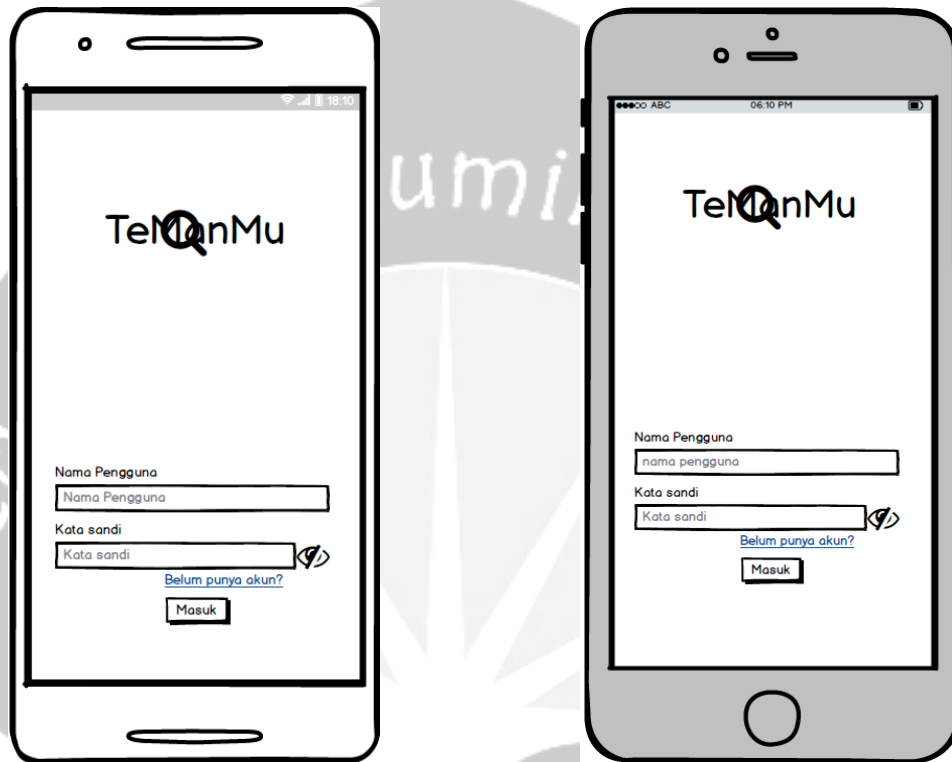 18:10
TeManMu
Nama Pengguna
Nama Pengguna
Kata sandi
Kata sandi
Belum punya akun?
Masuk
ABC 06:10 PM
TeManMu
Nama Pengguna
nama pengguna
Kata sandi
Kata sandi
Belum punya akun?
Masuk